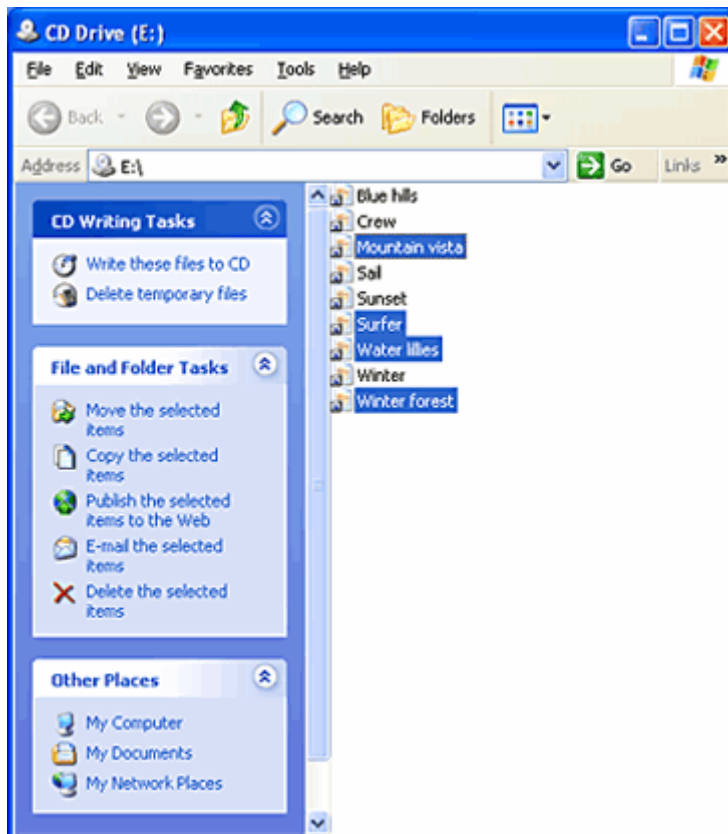 CD Drive (E:)
File Edit View Favorites Tools Help
Back Search Folders
Address E:\ Go Links »
CD Writing Tasks
Write these files to CD
Delete temporary files
File and Folder Tasks
Move the selected
items
Copy the selected
items
Publish the selected
items to the Web
E-mail the selected
items
Delete the selected
items
Other Places
My Computer
My Documents
My Network Places
Blue hills
Crew
Mountain vista
Sail
Sunset
Surfer
Water lilies
Winter
Winter forest